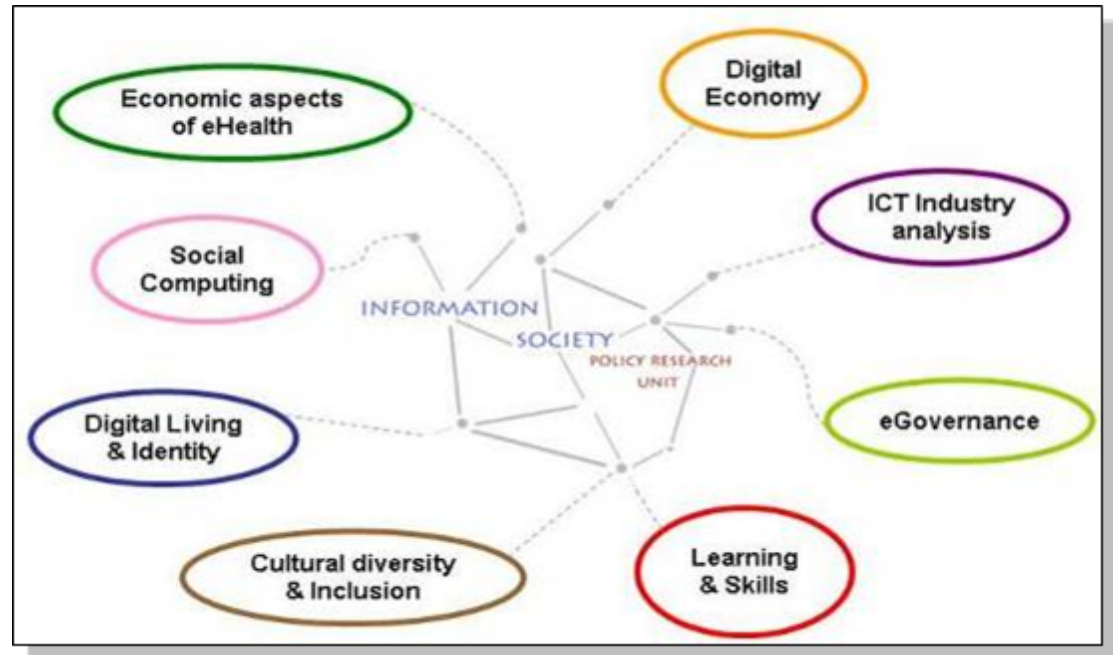 Economic aspects
of eHealth
Digital
Economy
ICT Industry
analysis
Social
Computing
INFORMATION
SOCIETY
POLICY RESEARCH
UNIT
Digital Living
& Identity
eGovernance
Cultural diversity
& Inclusion
Learning
& Skills